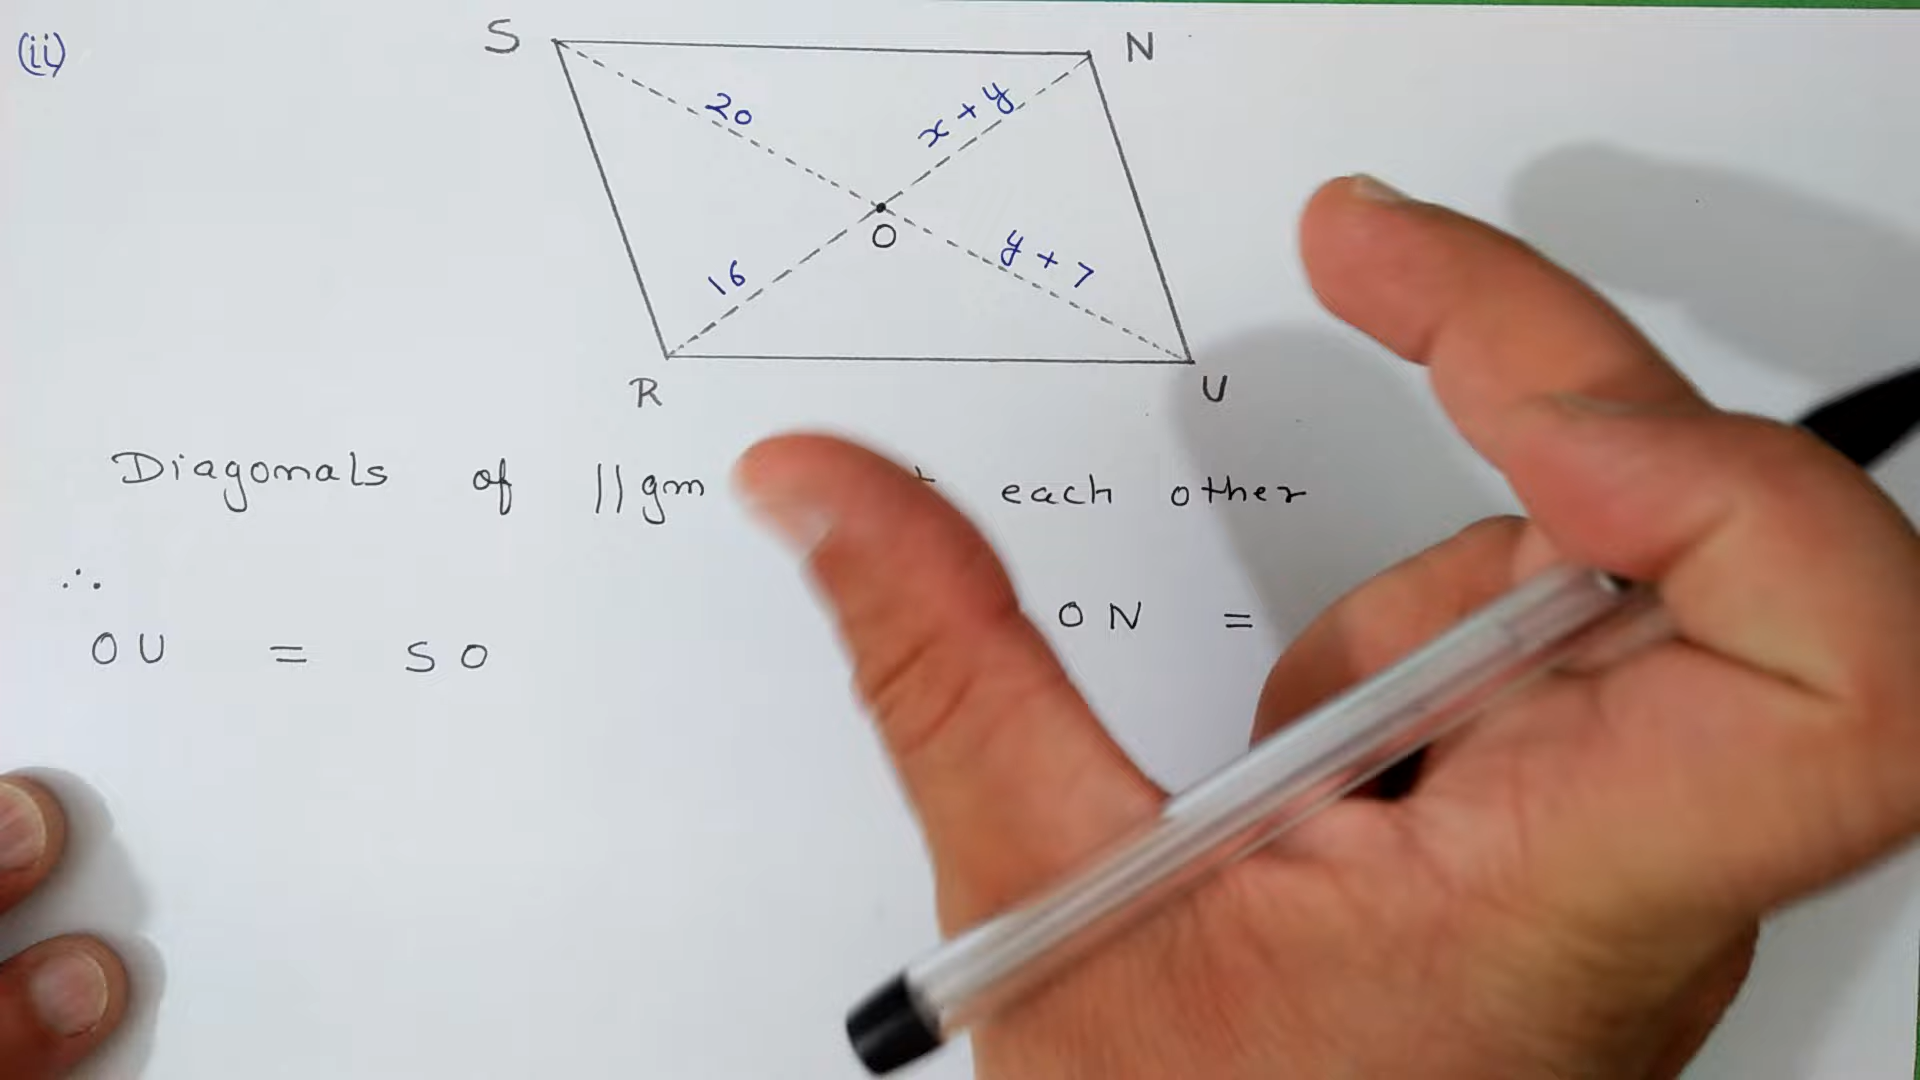 (ii)
S
N
20
x + y
O
16
y + 7
R
U
Diagonals of ||gm each other
∴
OU = SO
ON =